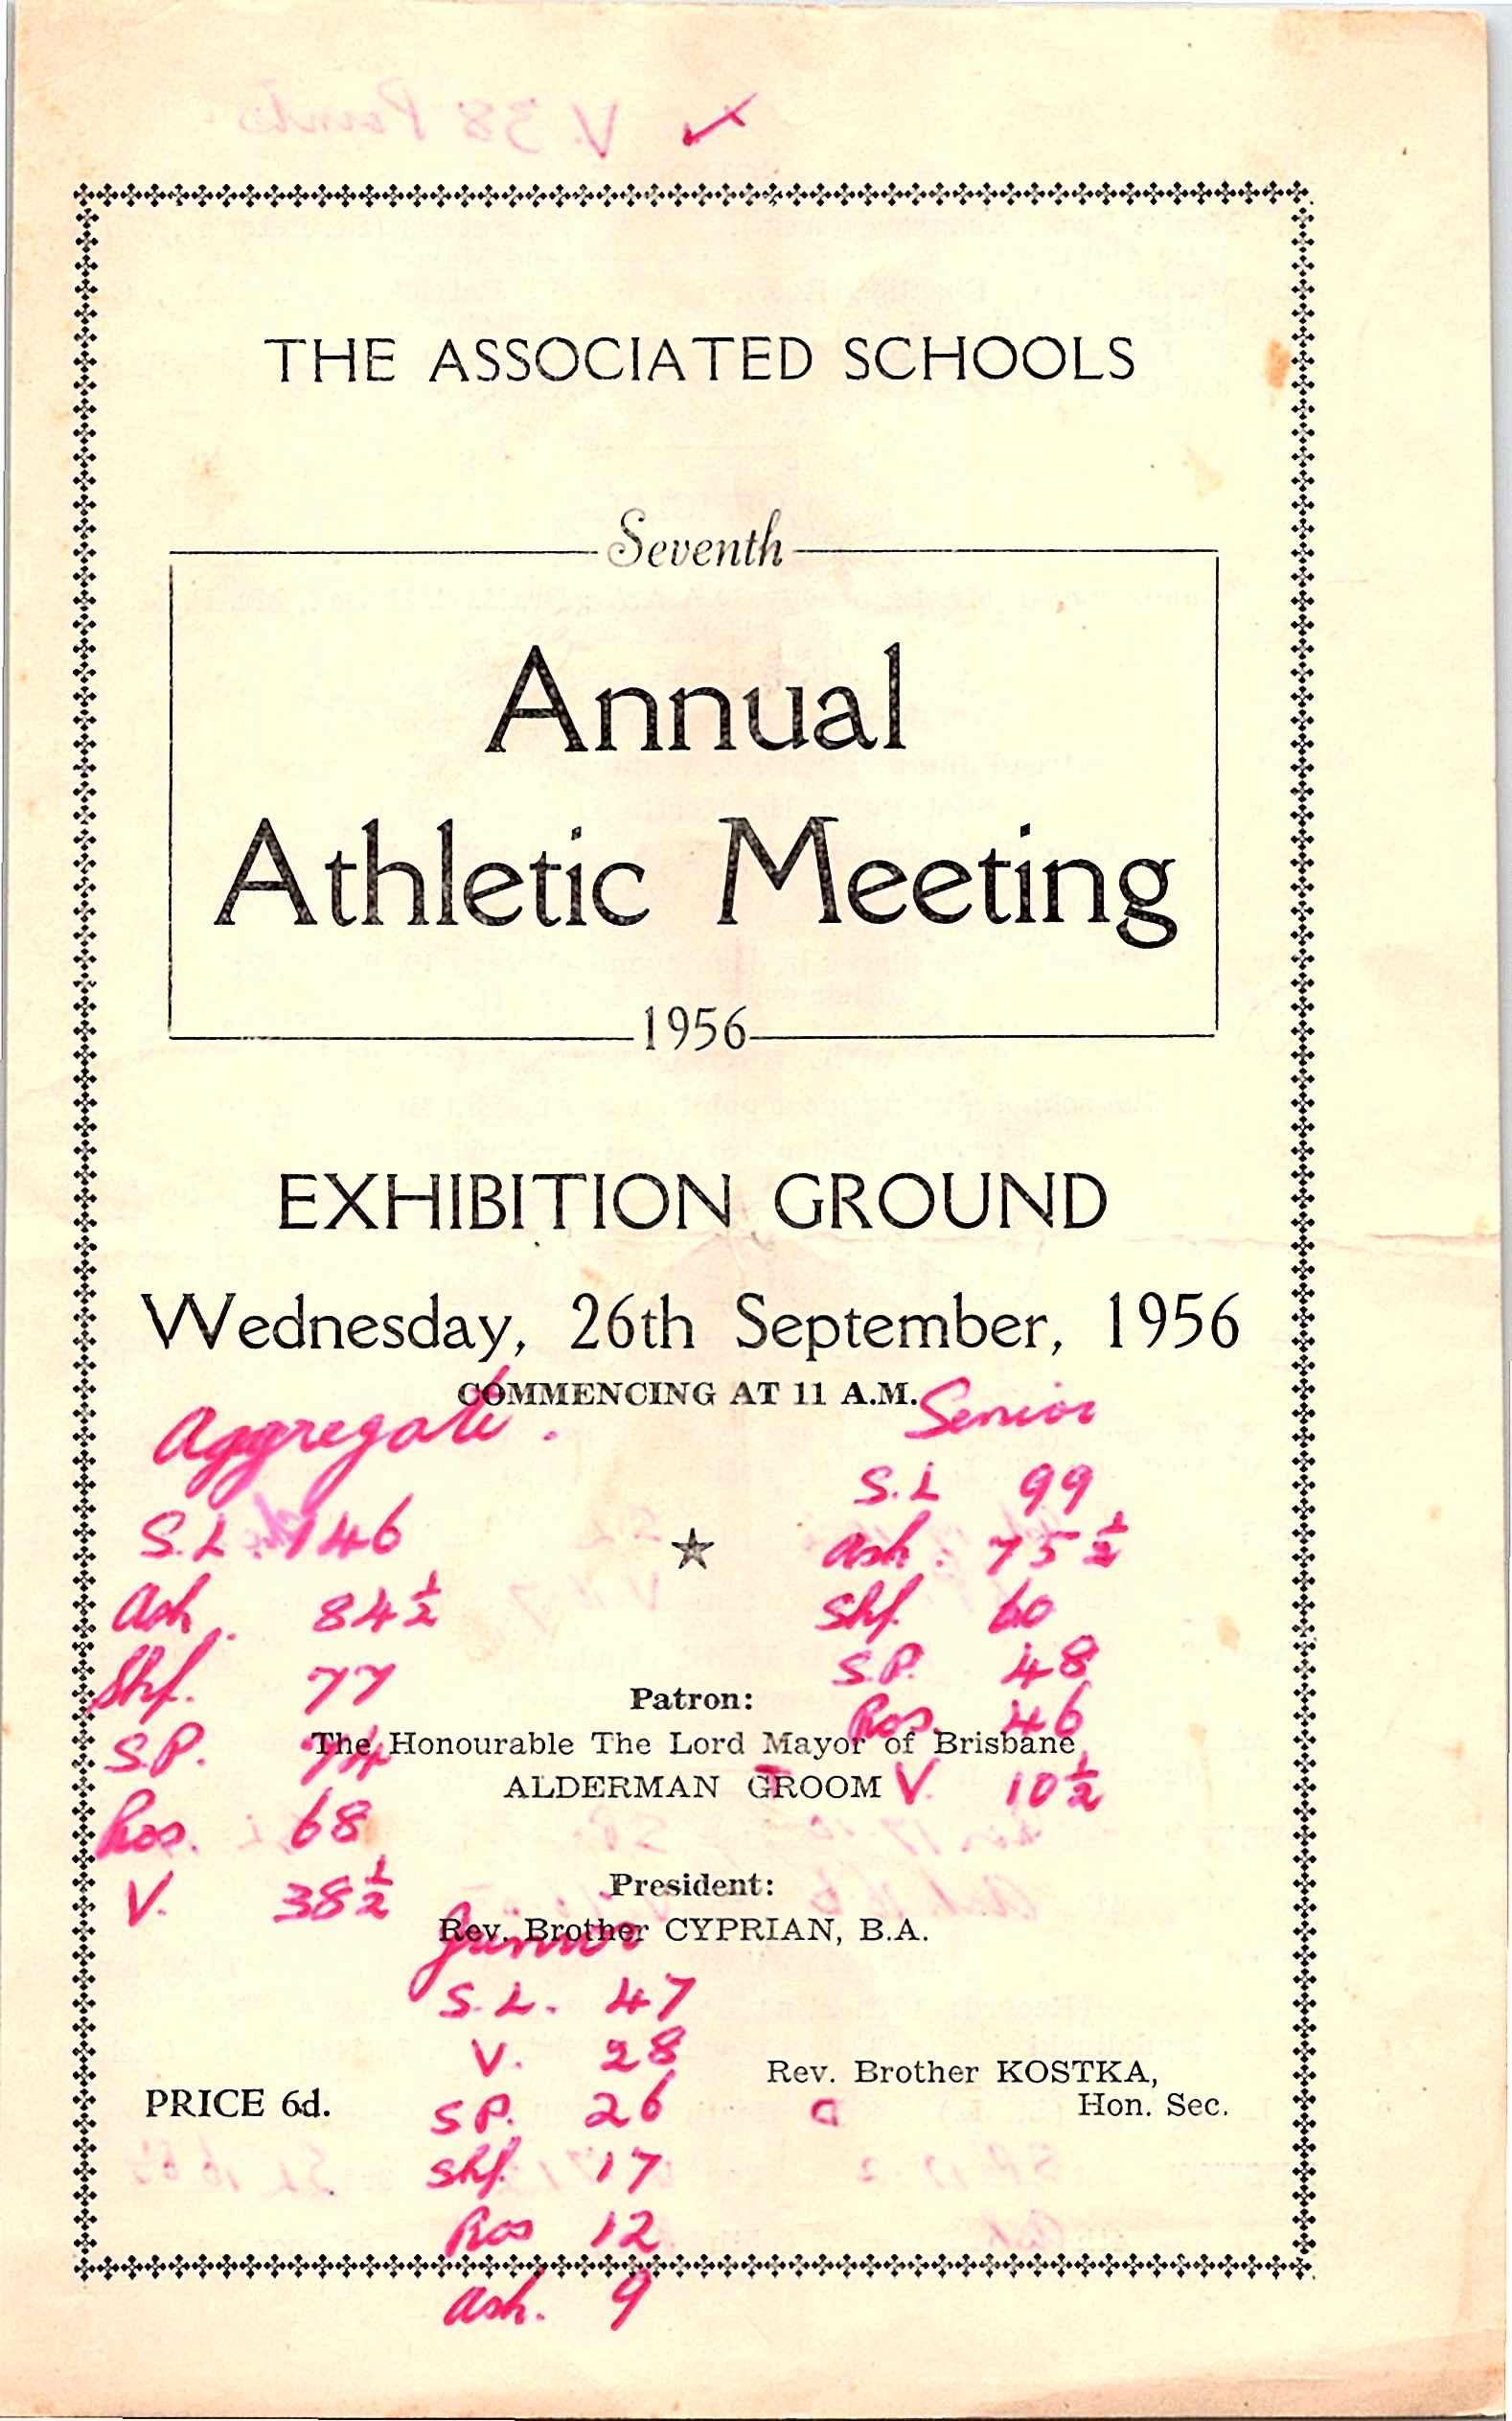 V. 38 Points
THE ASSOCIATED SCHOOLS
Seventh
Annual
Athletic Meeting
1956
EXHIBITION GROUND
Wednesday, 26th September, 1956
COMMENCING AT 11 A.M.
Aggregate.
S.L. 146
Ash. 84½
Shf. 77
S.P. 74
Ros. 68
V. 38½
Senior
S.L 99
Ash. 75½
Shf. 60
S.P. 48
Ros. 46
V. 10½
Patron:
The Honourable The Lord Mayor of Brisbane
ALDERMAN GROOM
President:
Rev. Brother CYPRIAN, B.A.
Junior
S.L. 47
V. 28
S P. 26
Shf. 17
Ros 12
Ash. 9
Rev. Brother KOSTKA,
Hon. Sec.
PRICE 6d.